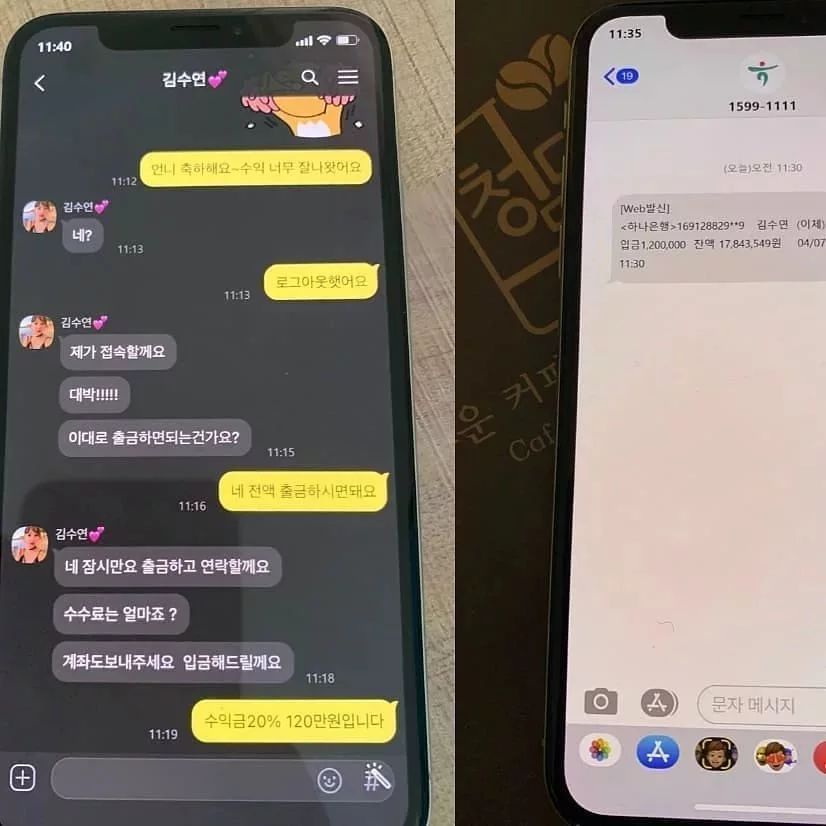 11:40
김수연💕
언니 축하해요~수익 너무 잘나왓어요
11:12
김수연💕
네?
11:13
로그아웃햇어요
11:13
김수연💕
제가 접속할께요
대박!!!!!
이대로 출금하면되는건가요?
11:15
네 전액 출금하시면돼요
11:16
김수연💕
네 잠시만요 출금하고 연락할께요
수수료는 얼마죠 ?
계좌도보내주세요 입금해드릴께요
11:18
수익금20% 120만원입니다
11:19
#
11:35
19
1599-1111
(오늘)오전 11:30
[Web발신]
<하나은행>169128829**9 김수연 (이체)
입금1,200,000 잔액 17,843,549원 04/07
11:30
문자 메시지
청담
운 커피
Caf